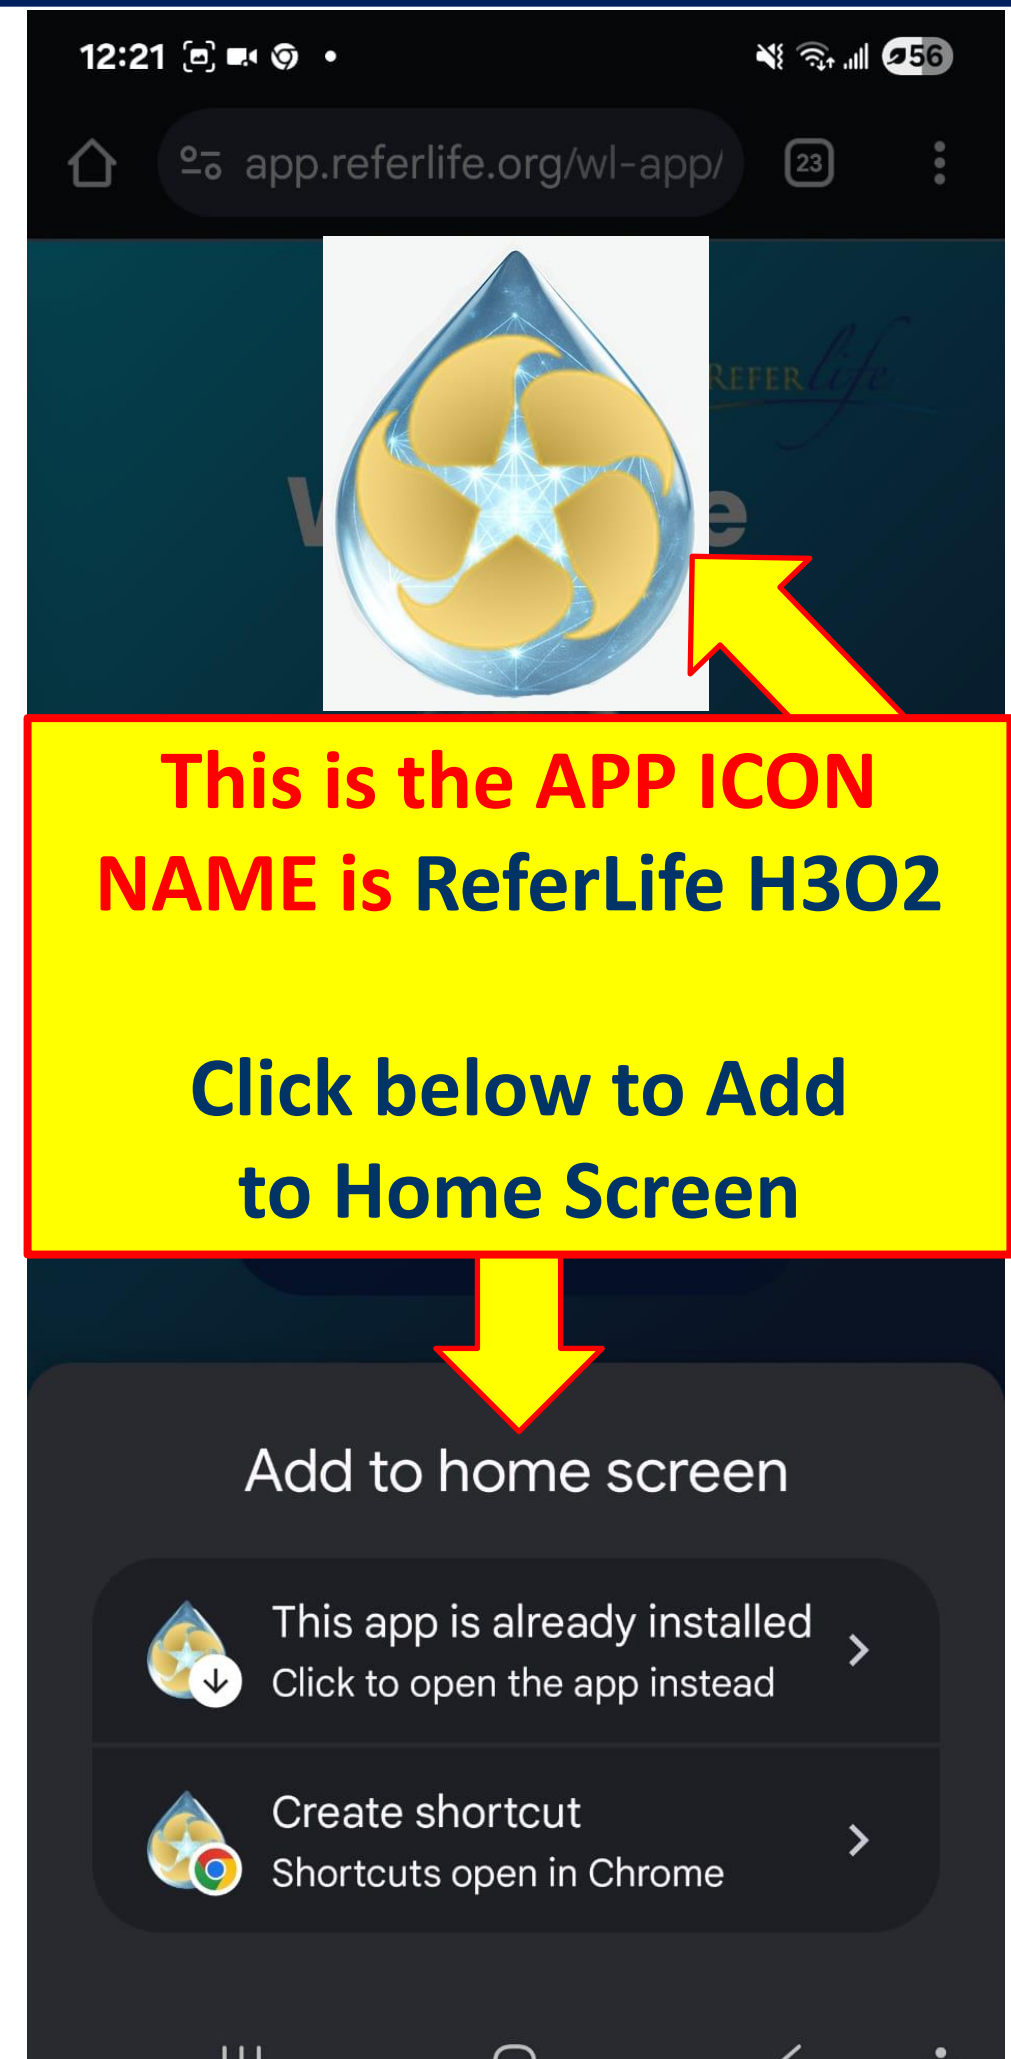 12:21
56
app.referlife.org/wl-app/
23
REFER life
This is the APP ICON
NAME is ReferLife H3O2
Click below to Add
to Home Screen
Add to home screen
This app is already installed
Click to open the app instead
Create shortcut
Shortcuts open in Chrome